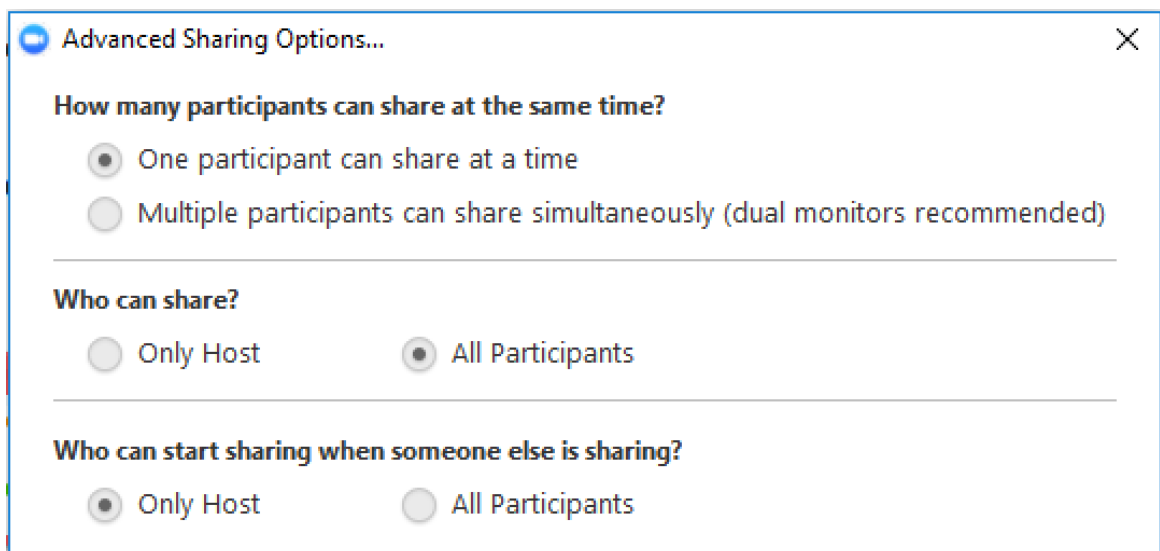 Advanced Sharing Options...
How many participants can share at the same time?
One participant can share at a time
Multiple participants can share simultaneously (dual monitors recommended)
Who can share?
Only Host All Participants
Who can start sharing when someone else is sharing?
Only Host All Participants